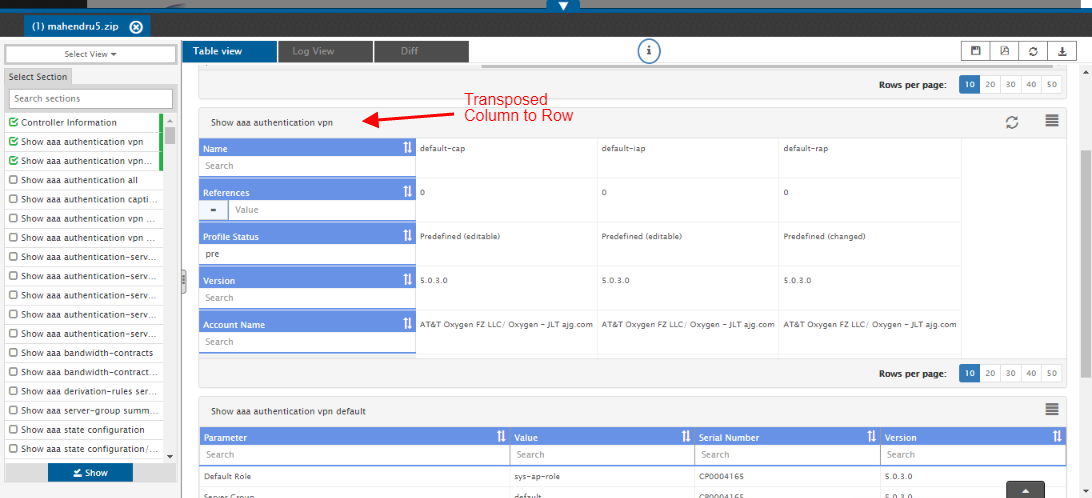 (1) mahendru5.zip
Select View
Table view
Log View
Diff
i
Select Section
Search sections
Controller Information
Show aaa authentication vpn
Show aaa authentication vpn...
Show aaa authentication all
Show aaa authentication capti...
Show aaa authentication vpn ...
Show aaa authentication vpn ...
Show aaa authentication-serv...
Show aaa authentication-serv...
Show aaa authentication-serv...
Show aaa authentication-serv...
Show aaa authentication-serv...
Show aaa bandwidth-contracts
Show aaa bandwidth-contract...
Show aaa derivation-rules ser...
Show aaa server-group summ...
Show aaa state configuration
Show aaa state configuration/...
Show
Rows per page: 10 20 30 40 50
Show aaa authentication vpn
Transposed
Column to Row
Name default-cap default-iap default-rap
Search
References 0 0 0
= Value
Profile Status Predefined (editable) Predefined (editable) Predefined (changed)
pre
Version 5.0.3.0 5.0.3.0 5.0.3.0
Search
Account Name AT&T Oxygen FZ LLC/ Oxygen - JLT ajg.com AT&T Oxygen FZ LLC/ Oxygen - JLT ajg.com AT&T Oxygen FZ LLC/ Oxygen - JLT ajg.com
Search
Rows per page: 10 20 30 40 50
Show aaa authentication vpn default
Parameter Value Serial Number Version
Search Search Search Search
Default Role sys-ap-role CP0004165 5.0.3.0
Server Group default CP0004165 5.0.3.0